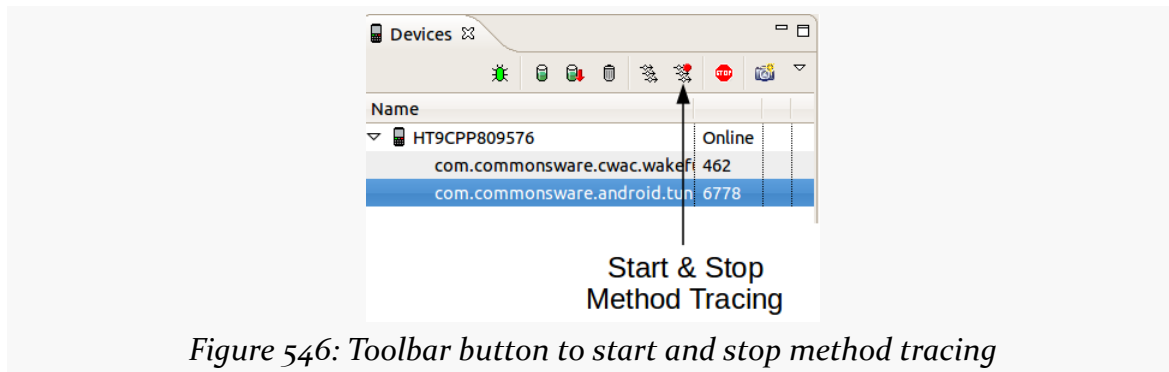 Devices
STOP
Name
HT9CPP809576 Online
com.commonsware.cwac.wakef 462
com.commonsware.android.tun 6778
Start & Stop
Method Tracing
Figure 546: Toolbar button to start and stop method tracing